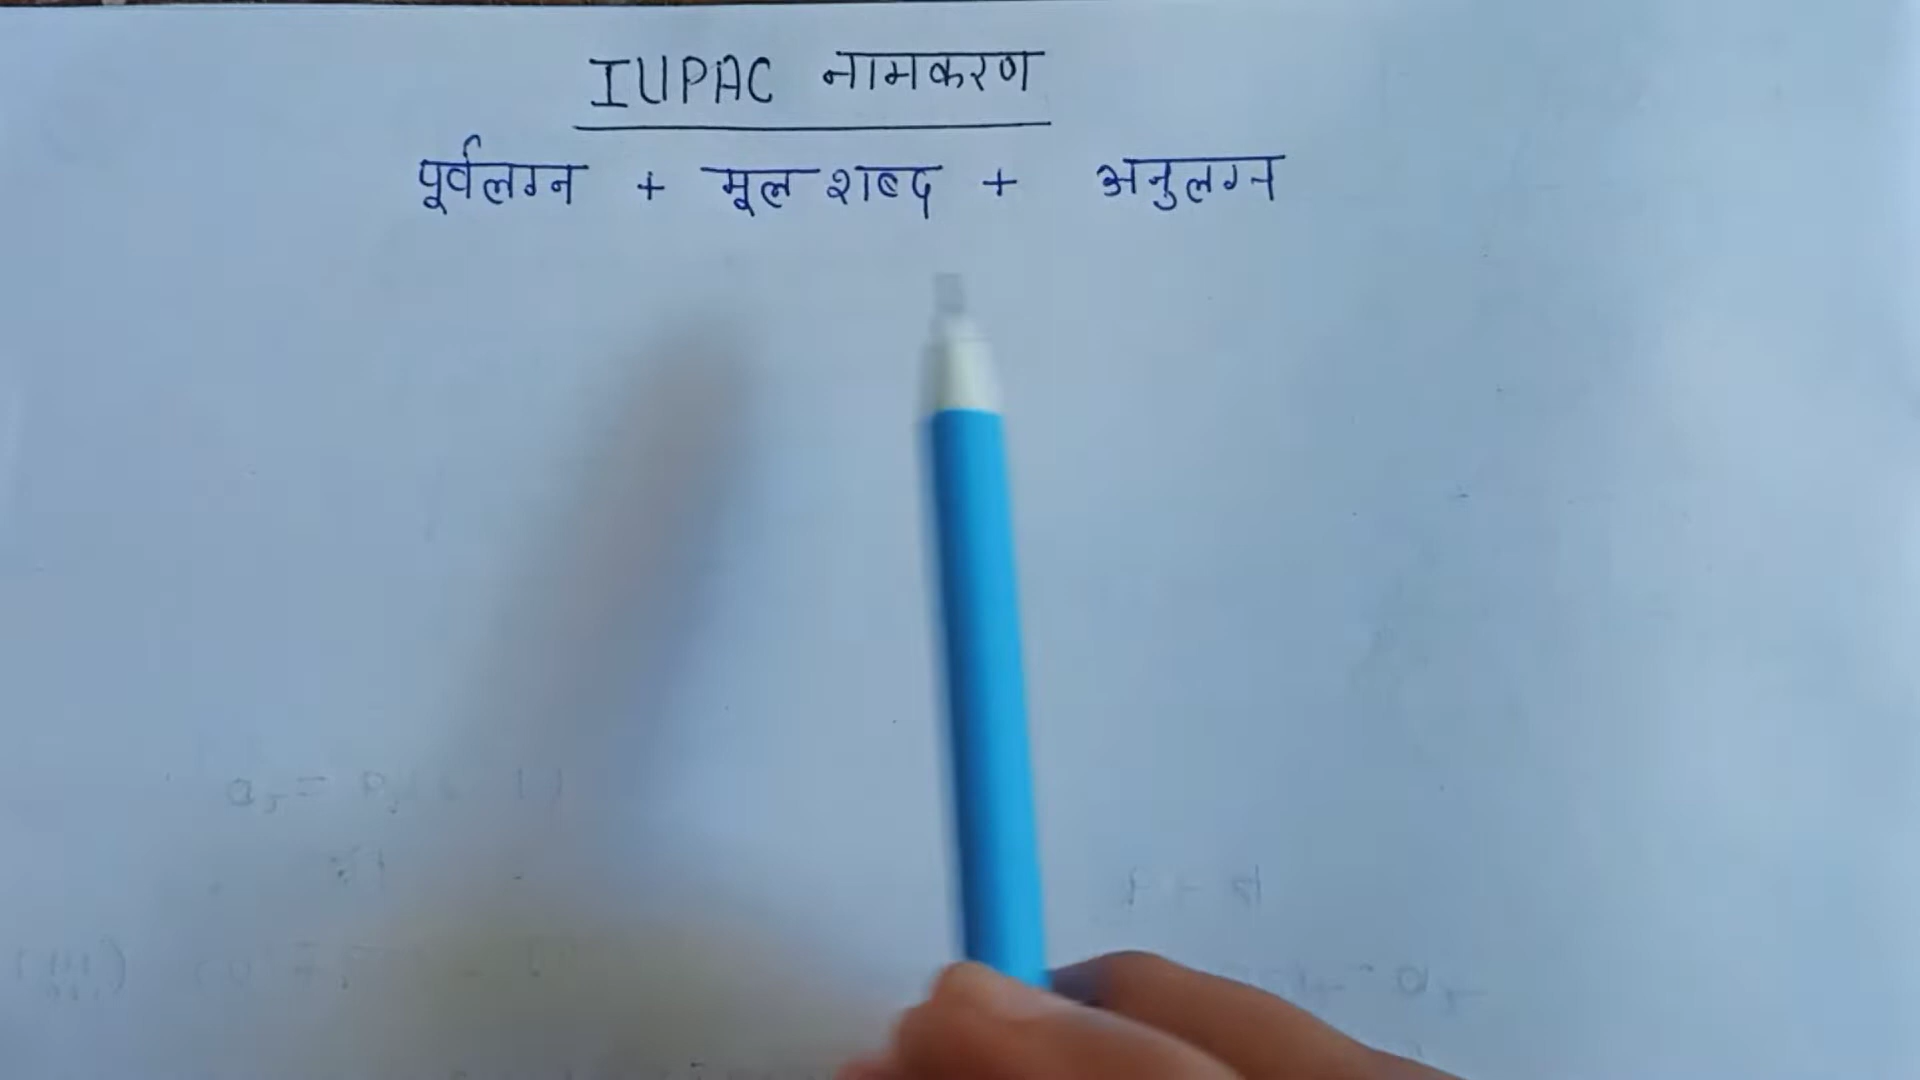 IUPAC नामकरण
पूर्वलग्न + मूल शब्द + अनुलग्न